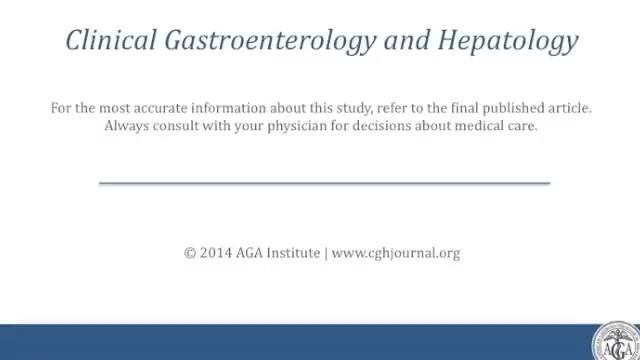 Clinical Gastroenterology and Hepatology
For the most accurate information about this study, refer to the final published article.
Always consult with your physician for decisions about medical care.
© 2014 AGA Institute | www.cghjournal.org
AGA